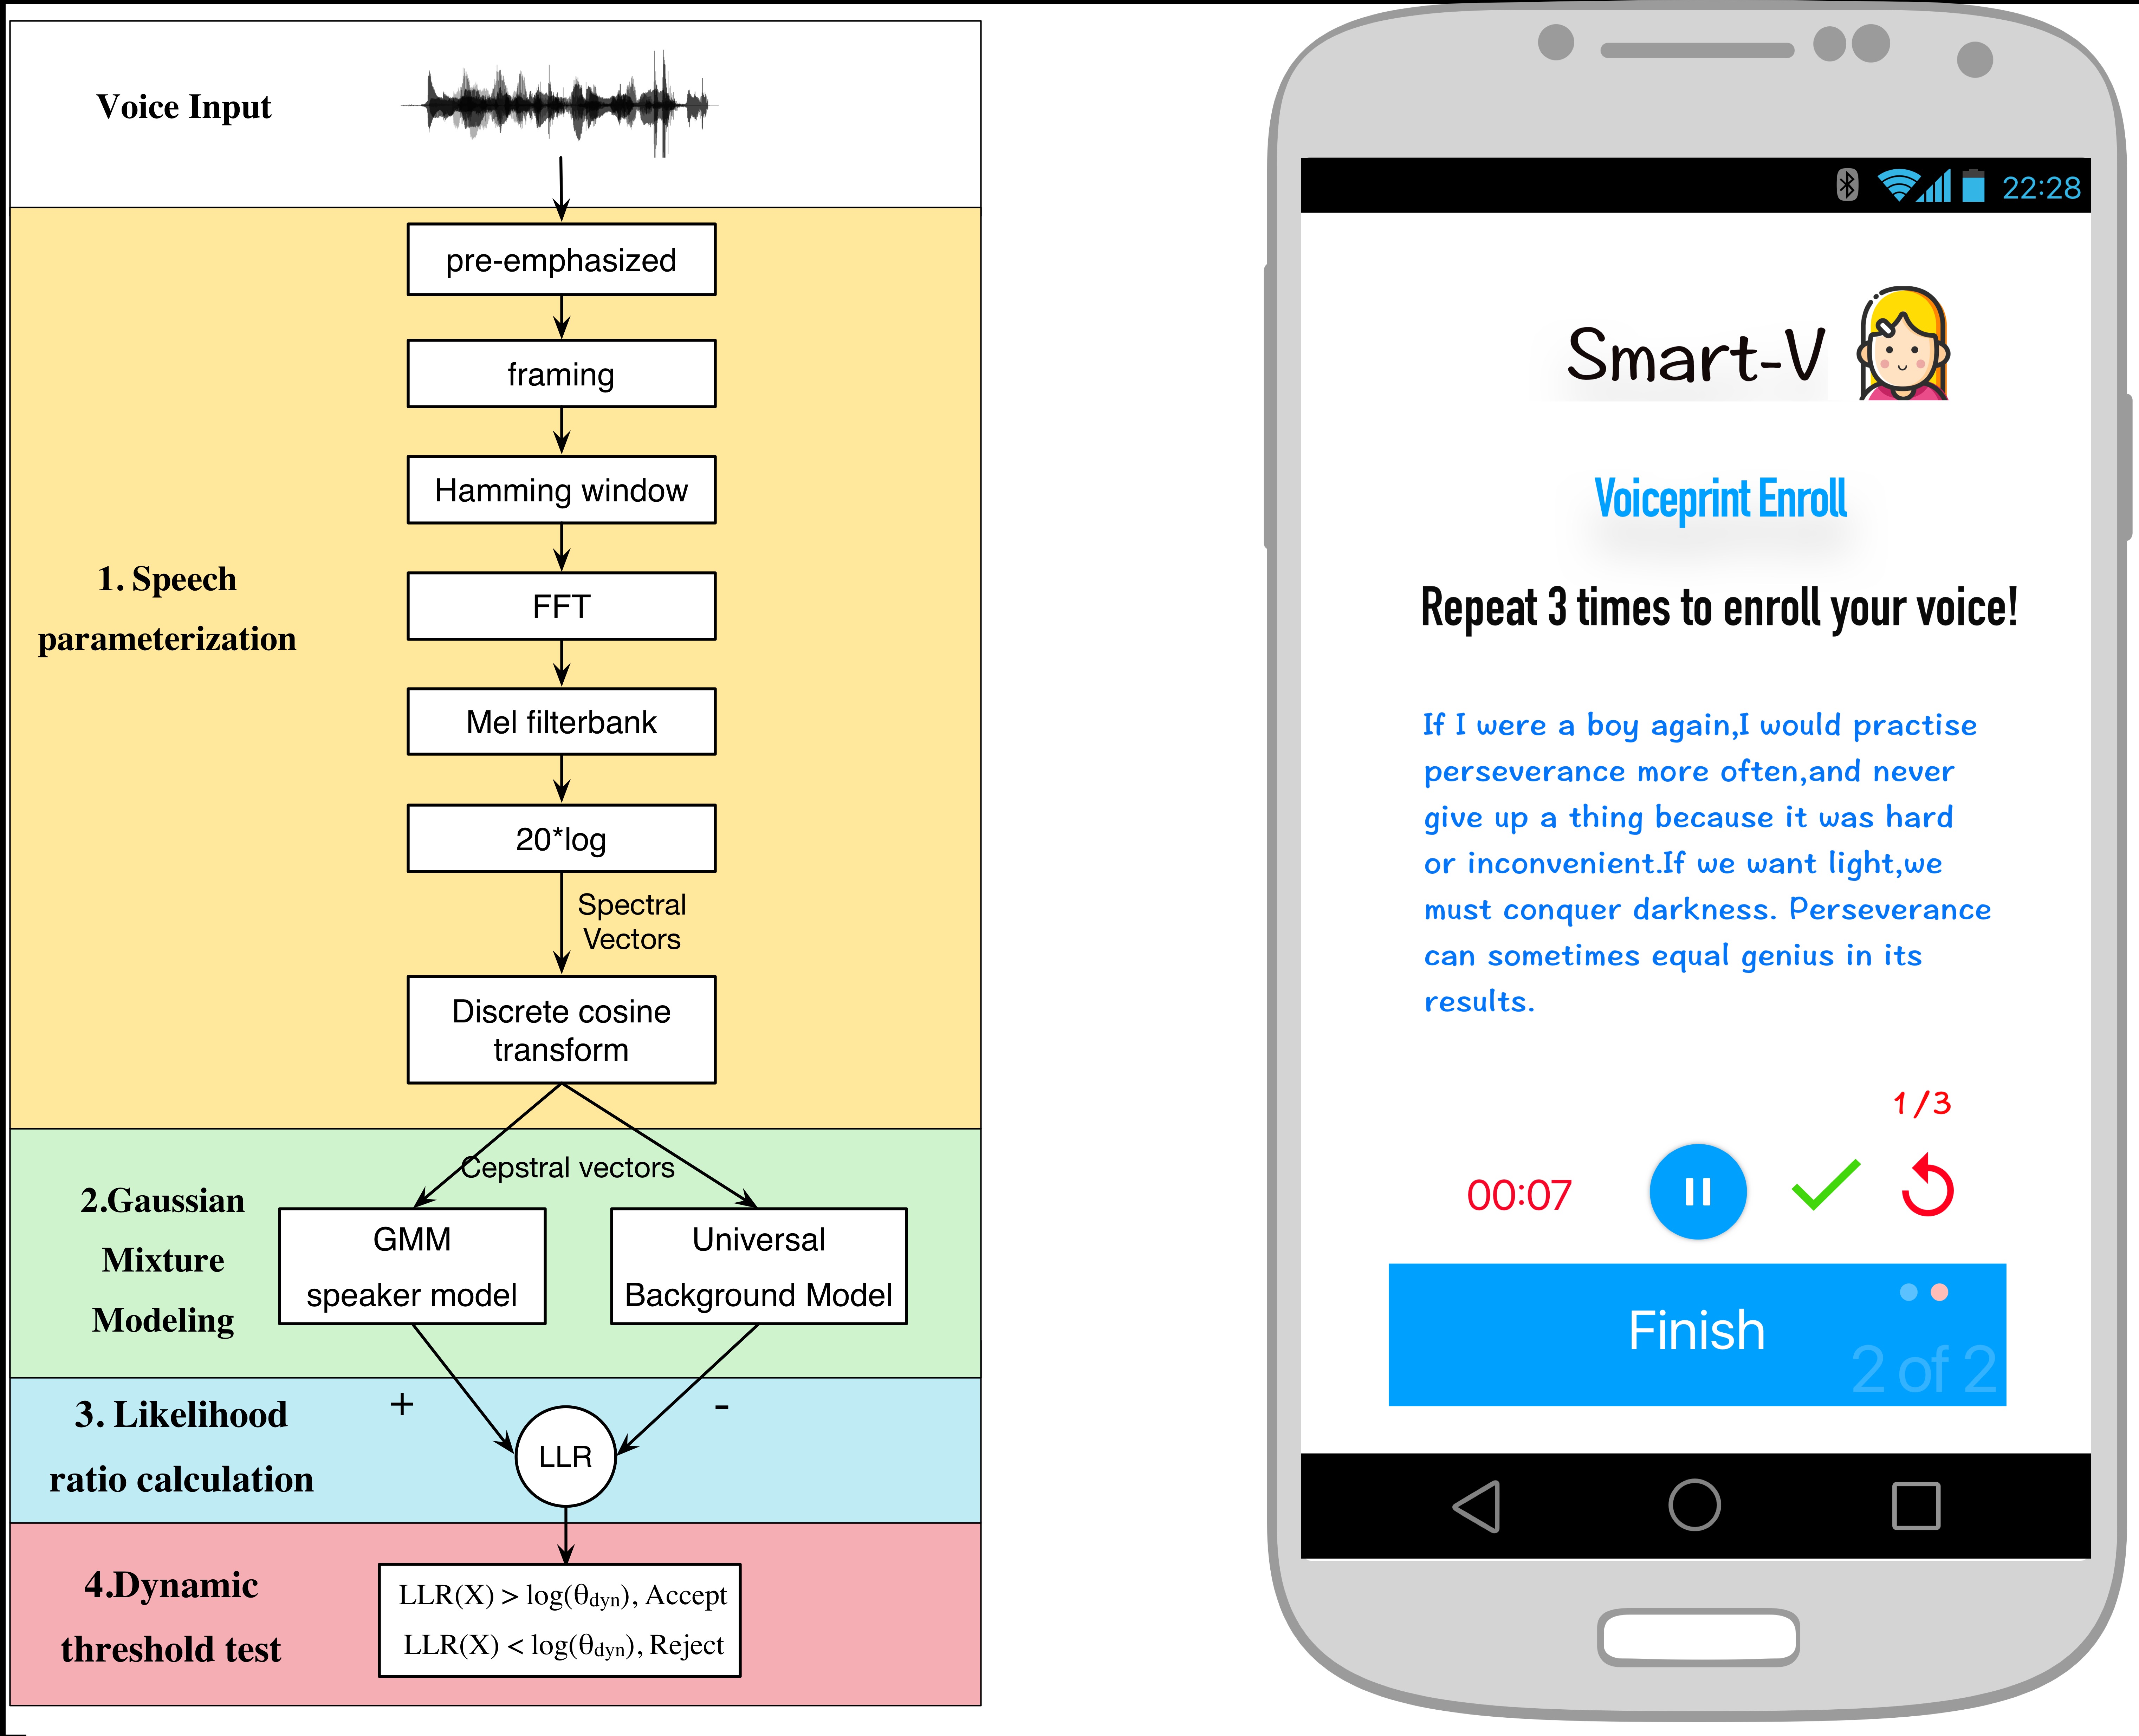 Voice Input
pre-emphasized
framing
Hamming window
FFT
Mel filterbank
20*log
Spectral
Vectors
Discrete cosine
transform
1. Speech
parameterization
Cepstral vectors
2.Gaussian
Mixture
Modeling
GMM
speaker model
Universal
Background Model
3. Likelihood
ratio calculation
+
-
LLR
4.Dynamic
threshold test
LLR(X) > log(θdyn), Accept
LLR(X) < log(θdyn), Reject
22:28
Smart-V
Voiceprint Enroll
Repeat 3 times to enroll your voice!
If I were a boy again,I would practise
perseverance more often,and never
give up a thing because it was hard
or inconvenient.If we want light,we
must conquer darkness. Perseverance
can sometimes equal genius in its
results.
1/3
00:07
Finish
2 of 2